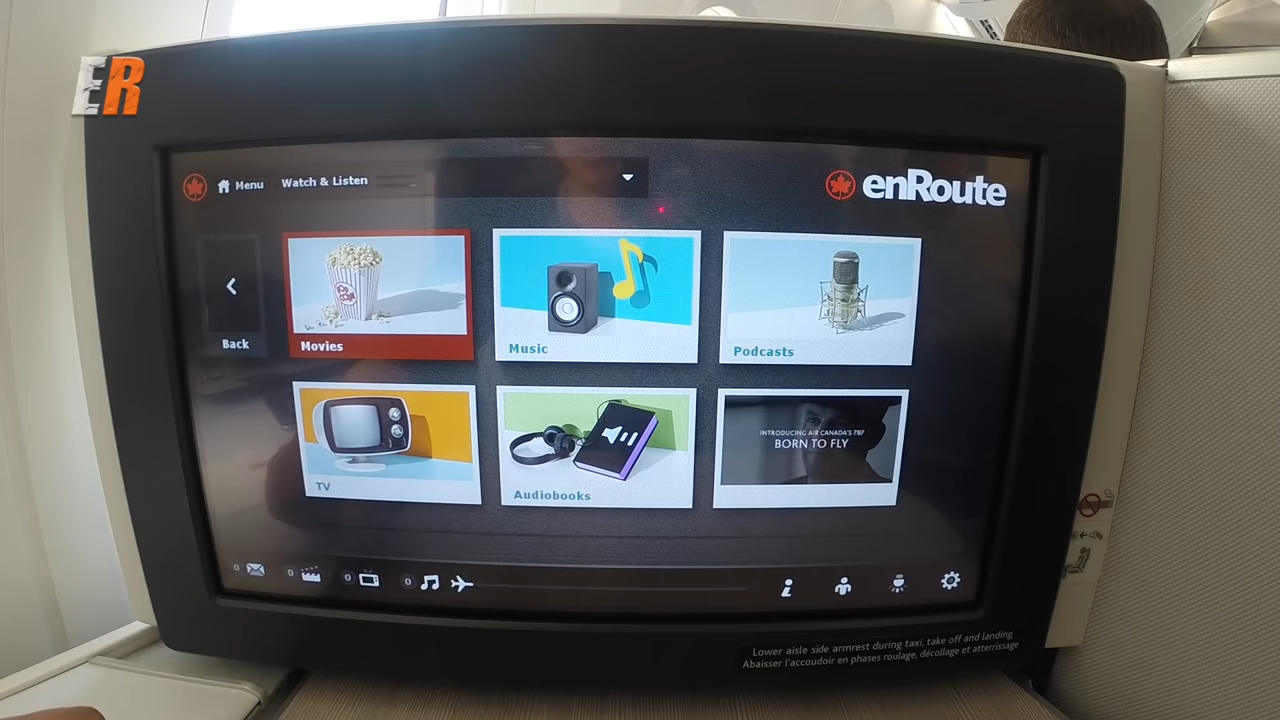 ER
Menu
Watch & Listen
enRoute
Back
Movies
Music
Podcasts
TV
Audiobooks
INTRODUCING AIR CANADA'S 787
BORN TO FLY
0
0
0
0
Lower aisle side armrest during taxi, take off and landing
Abaisser l'accoudoir en phases roulage, décollage et atterrissage